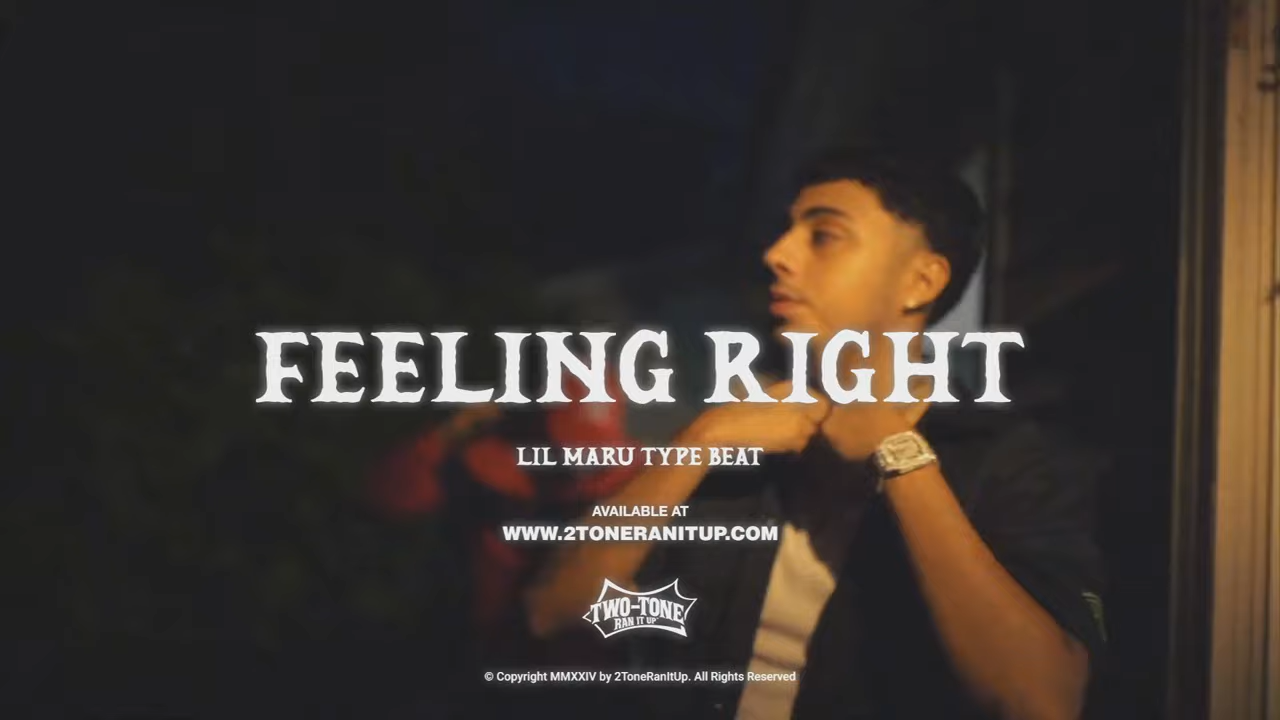 FEELING RIGHT
LIL MARU TYPE BEAT
AVAILABLE AT
WWW.2TONERANITUP.COM
TWO-TONE
RAN IT UP
© Copyright MMXXIV by 2ToneRanItUp. All Rights Reserved